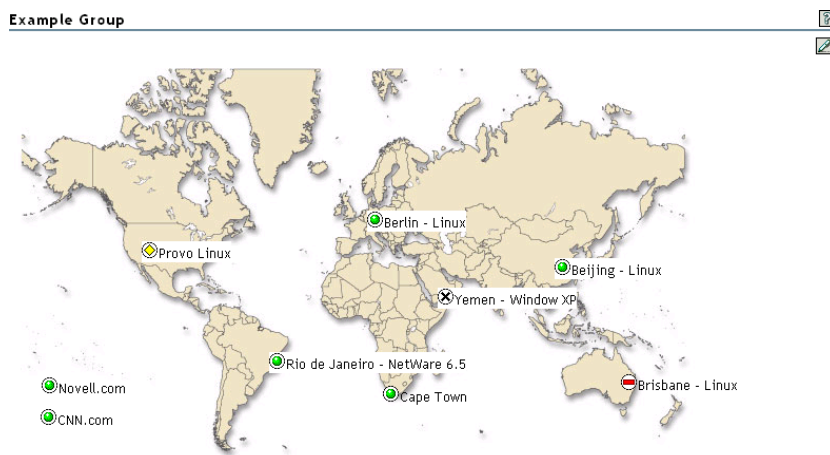 Example Group
Berlin - Linux
Provo Linux
Beijing - Linux
Yemen - Window XP
Rio de Janeiro - NetWare 6.5
Novell.com
Brisbane - Linux
Cape Town
CNN.com